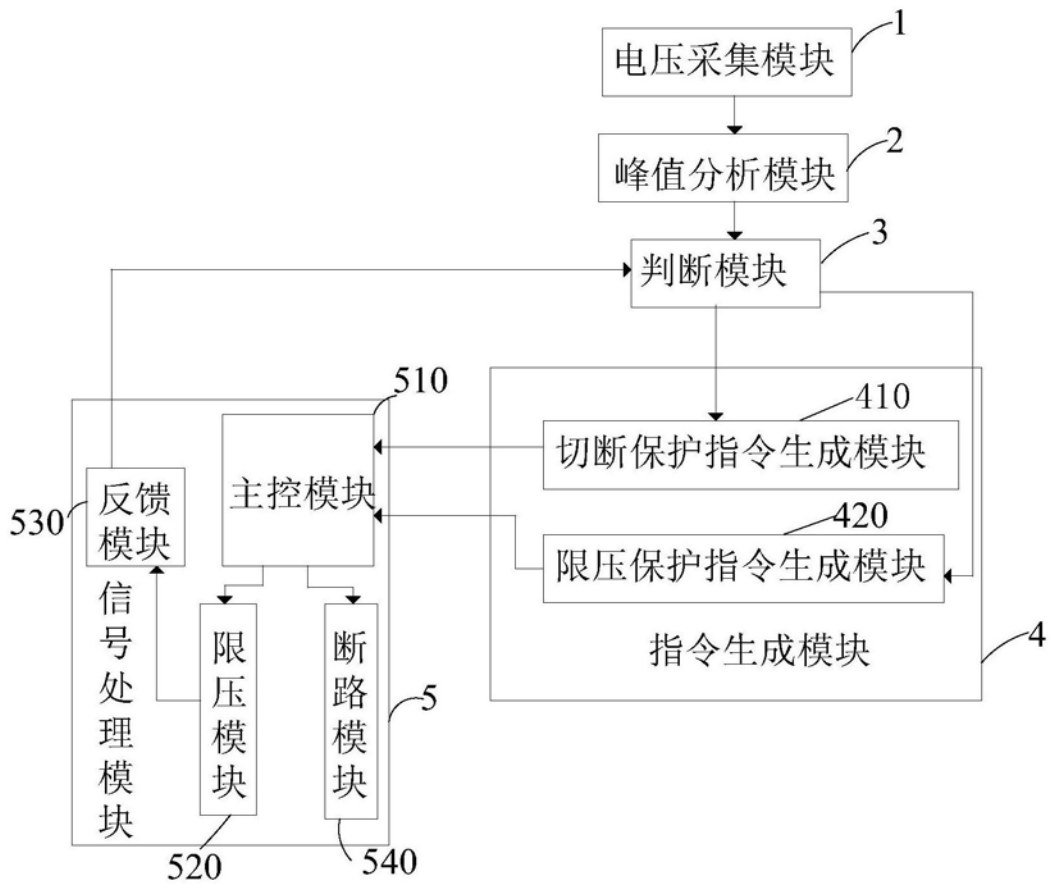 1
电压采集模块
2
峰值分析模块
3
判断模块
510
410
切断保护指令生成模块
主控模块
反馈
模块
530
420
限压保护指令生成模块
指令生成模块
4
信号处理模块
限压模块
断路模块
5
520
540